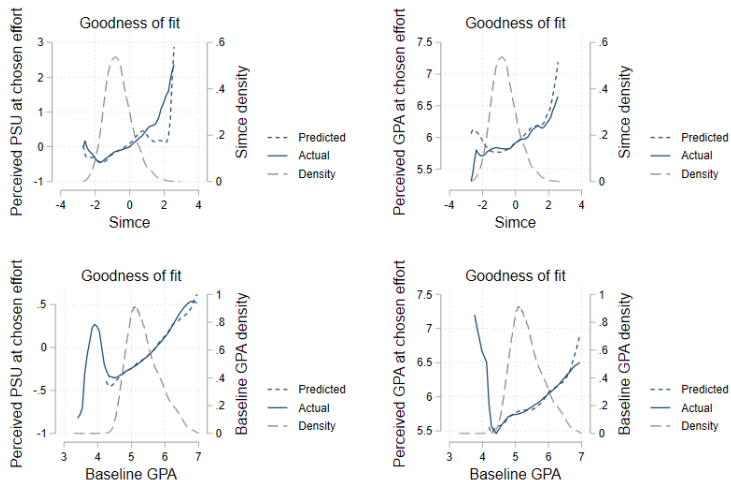 Goodness of fit
Perceived PSU at chosen effort
3
2
1
0
-1
.6
.4
.2
0
Simce density
-4 -2 0 2 4
Simce
Predicted
Actual
Density
Goodness of fit
Perceived GPA at chosen effort
7.5
7
6.5
6
5.5
.6
.4
.2
0
Simce density
-4 -2 0 2 4
Simce
Predicted
Actual
Density
Goodness of fit
Perceived PSU at chosen effort
.5
0
-.5
-1
1
.8
.6
.4
.2
0
Baseline GPA density
3 4 5 6 7
Baseline GPA
Predicted
Actual
Density
Goodness of fit
Perceived GPA at chosen effort
7.5
7
6.5
6
5.5
1
.8
.6
.4
.2
0
Baseline GPA density
3 4 5 6 7
Baseline GPA
Predicted
Actual
Density